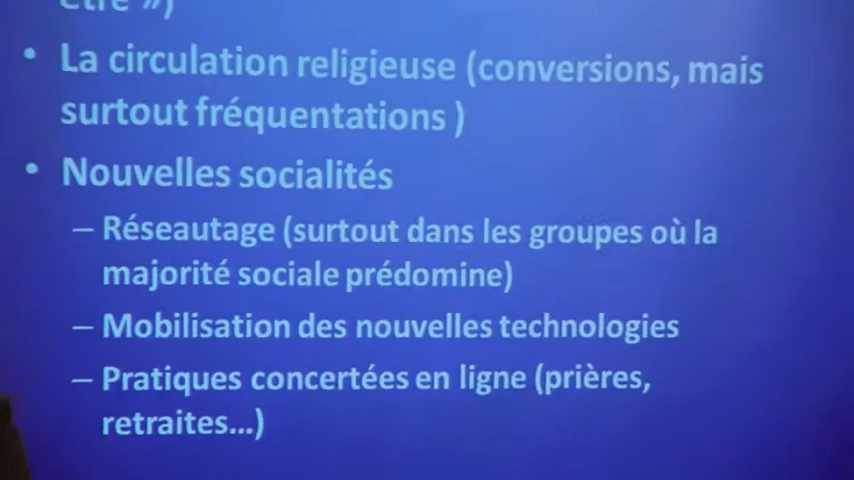 être »)
• La circulation religieuse (conversions, mais
surtout fréquentations )
• Nouvelles socialités
– Réseautage (surtout dans les groupes où la
majorité sociale prédomine)
– Mobilisation des nouvelles technologies
– Pratiques concertées en ligne (prières,
retraites...)